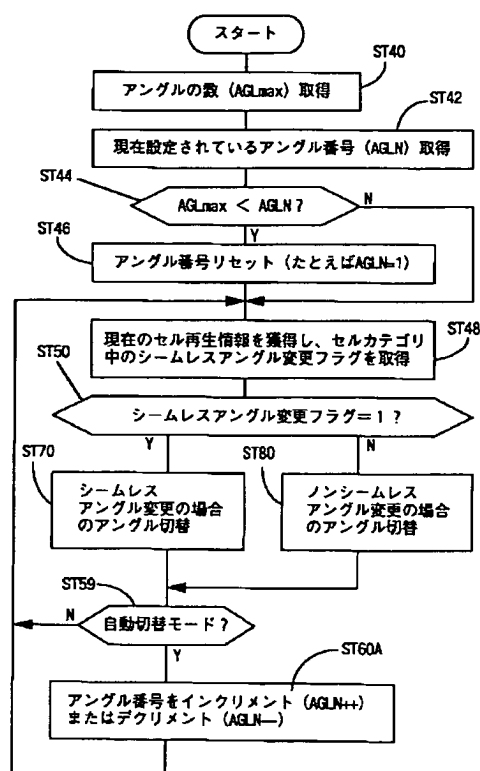 スタート
ST40
アングルの数（AGLmax）取得
ST42
現在設定されているアングル番号（AGLN）取得
ST44
AGLmax < AGLN？
N
Y
ST46
アングル番号リセット（たとえばAGLN=1）
ST48
現在のセル再生情報を獲得し、セルカテゴリ
中のシームレスアングル変更フラグを取得
ST50
シームレスアングル変更フラグ＝１？
Y
N
ST70
シームレス
アングル変更の場合
のアングル切替
ST80
ノンシームレス
アングル変更の場合
のアングル切替
ST59
N
自動切替モード？
Y
ST60A
アングル番号をインクリメント（AGLN++）
またはデクリメント（AGLN—）